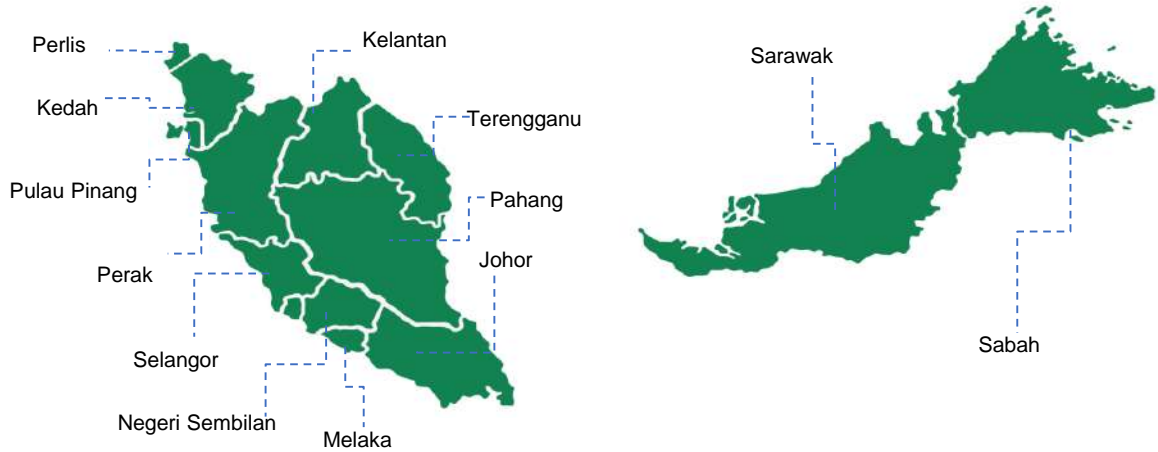 Perlis
Kelantan
Kedah
Terengganu
Pulau Pinang
Pahang
Perak
Johor
Selangor
Negeri Sembilan
Melaka
Sarawak
Sabah